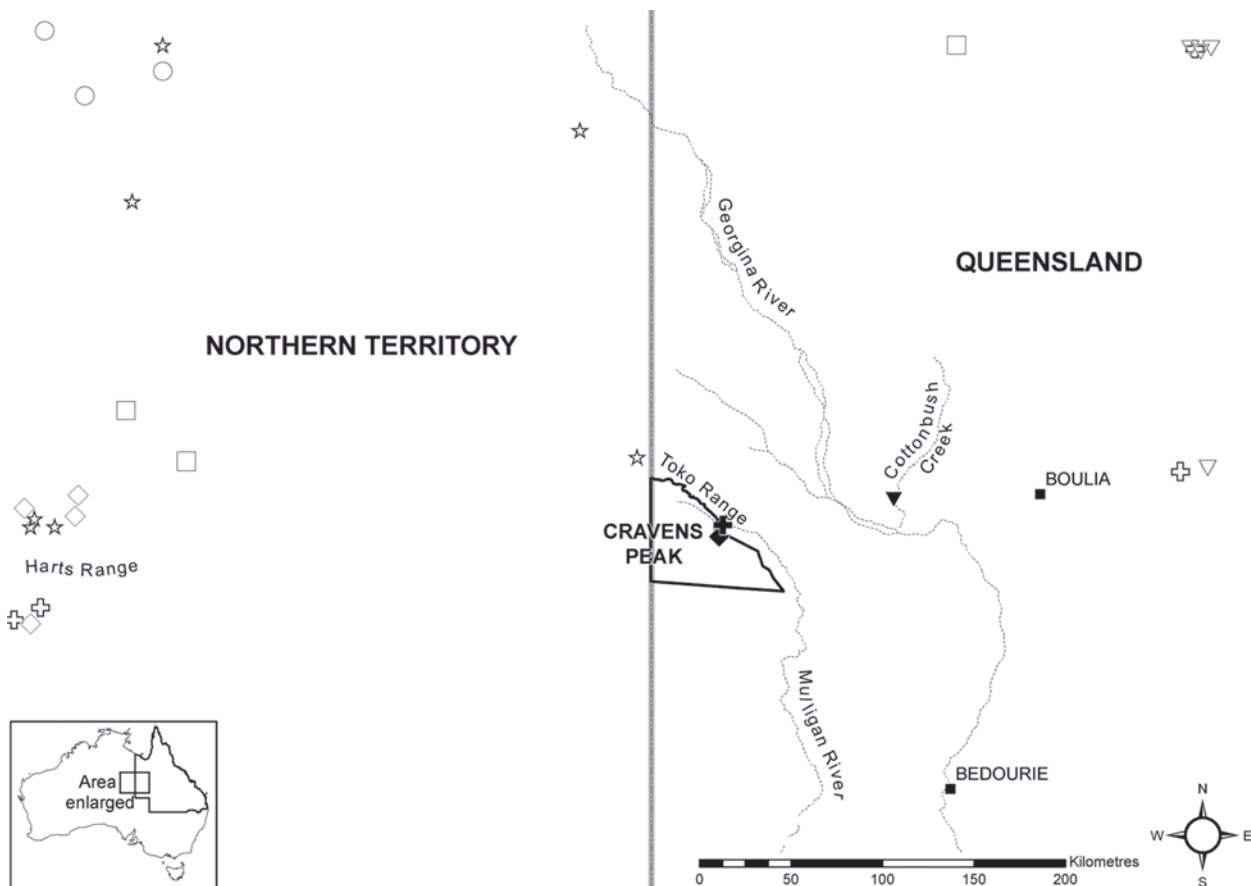 Georgina River
QUEENSLAND
NORTHERN TERRITORY
Cottonbush
Creek
Toko Range
BOULIA
CRAVENS
PEAK
Harts Range
Mulligan River
Area
enlarged
BEDOURIE
N
W E
S
Kilometres
0 50 100 150 200